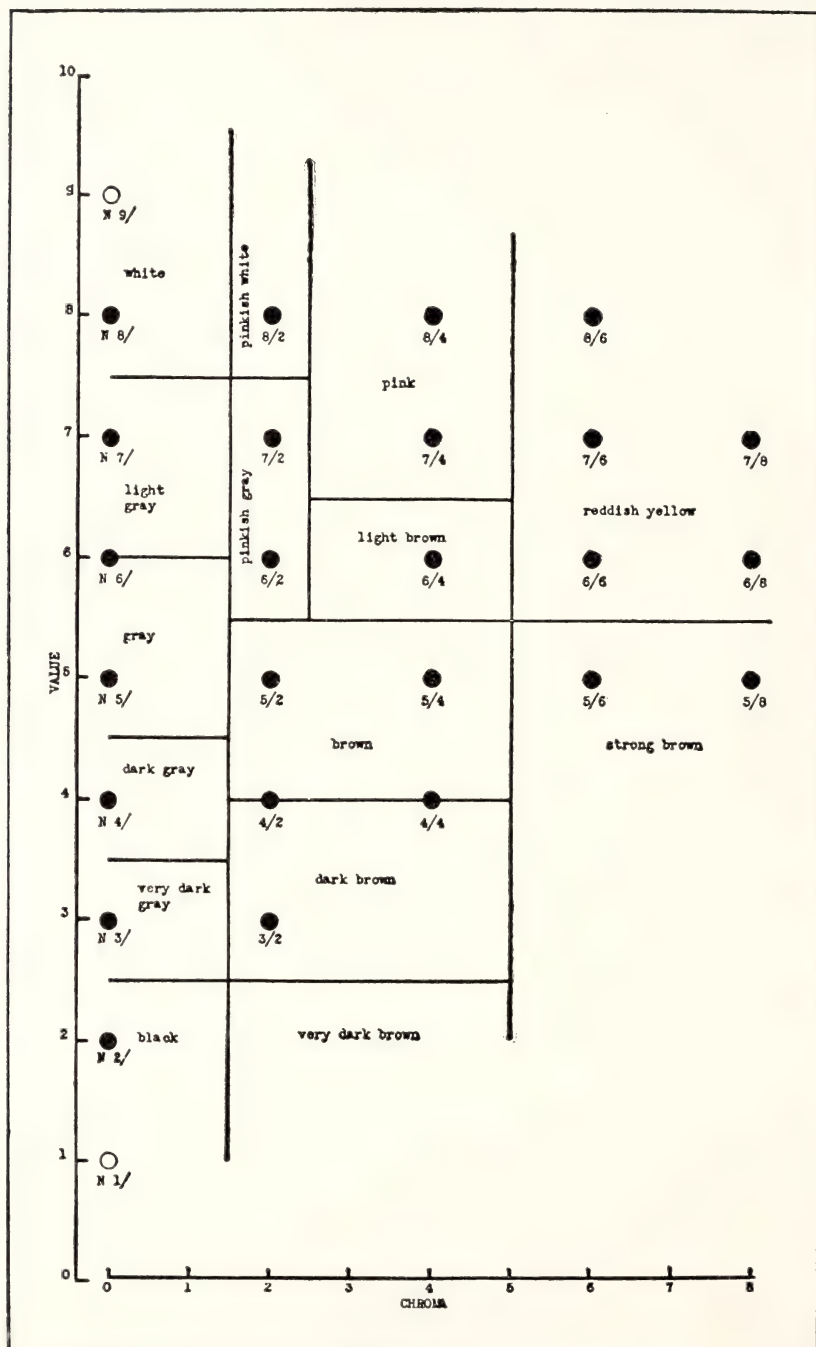 10
9
N 9/
white
pinkish white
8
N 8/
8/2
8/4
8/6
pink
7
N 7/
7/2
7/4
7/6
7/8
light
gray
pinkish gray
light brown
reddish yellow
6
N 6/
6/2
6/4
6/6
6/8
gray
VALUE
5
N 5/
5/2
5/4
5/6
5/8
brown
strong brown
dark gray
4
N 4/
4/2
4/4
very dark
gray
dark brown
3
N 3/
3/2
2
black
very dark brown
N 2/
1
N 1/
0
0 1 2 3 4 5 6 7 8
CHROMA